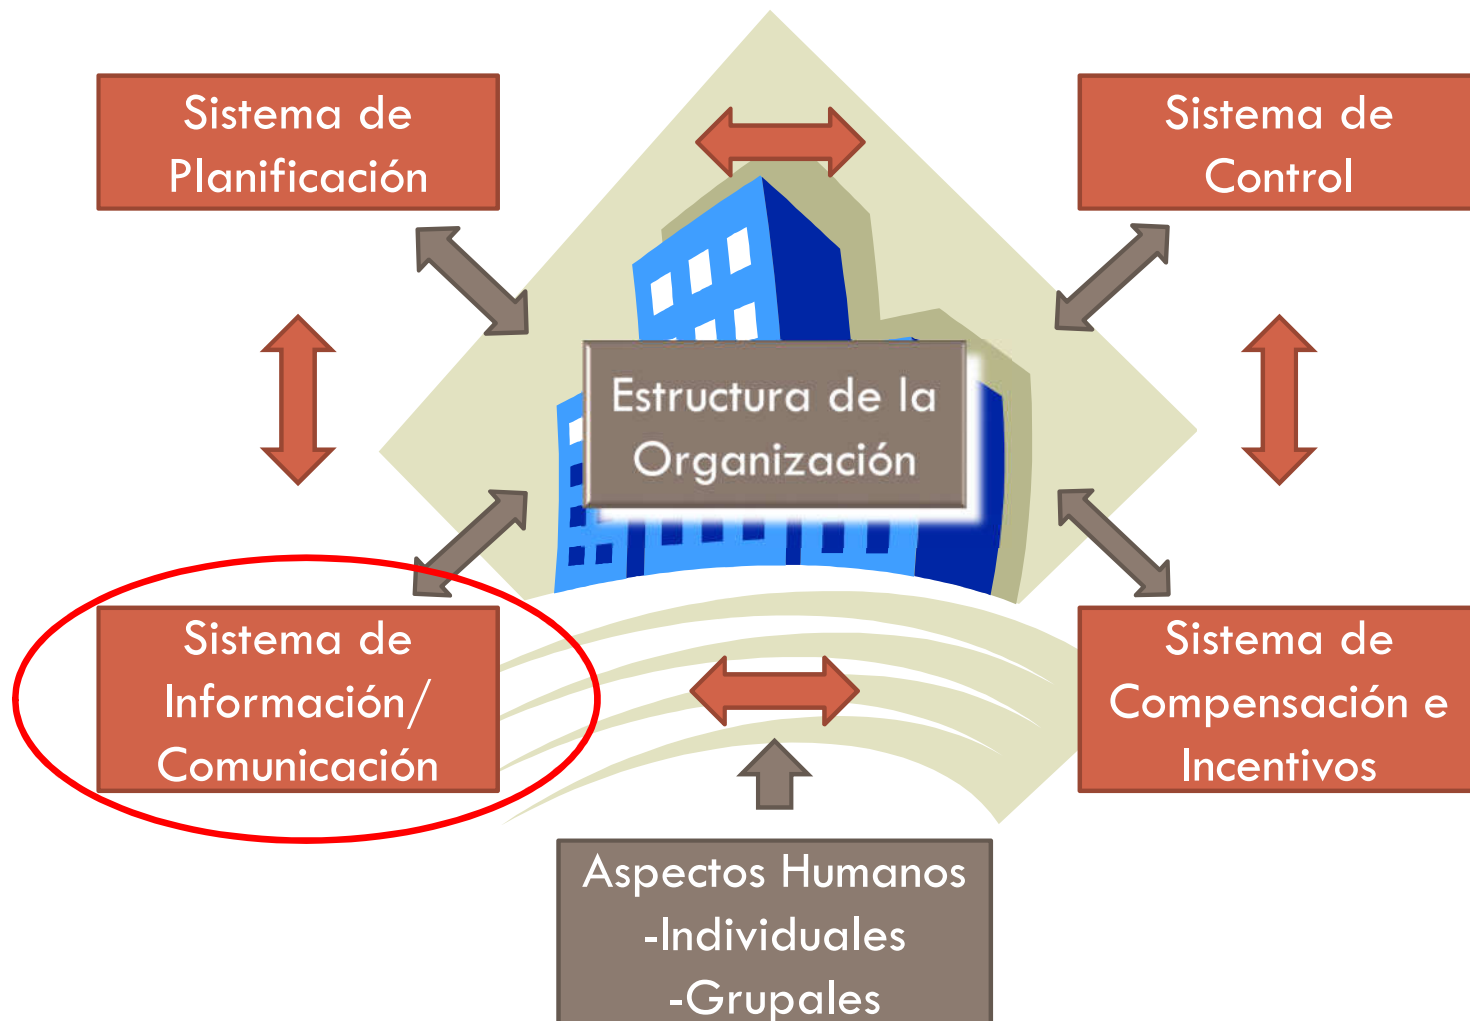 Sistema de
Planificación
Sistema de
Control
Estructura de la
Organización
Sistema de
Información/
Comunicación
Sistema de
Compensación e
Incentivos
Aspectos Humanos
-Individuales
-Grupales